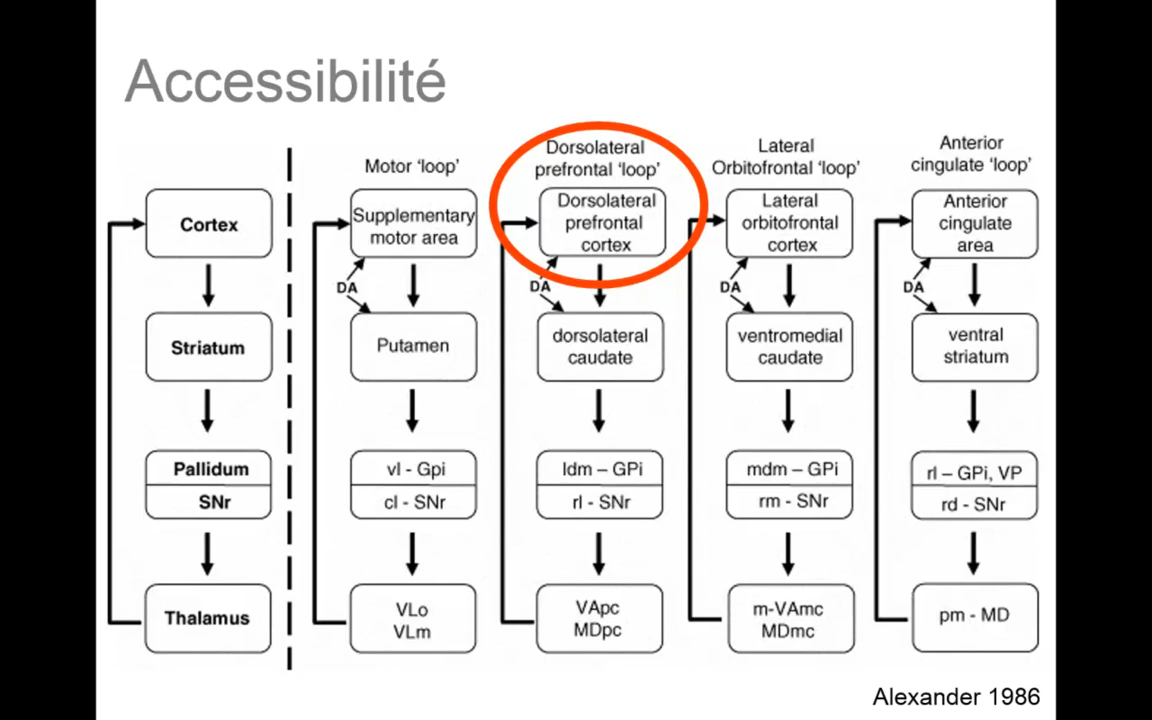 Accessibilité
Cortex
Striatum
Pallidum
SNr
Thalamus
Motor ‘loop’
Supplementary
motor area
DA
Putamen
vl - Gpi
cl - SNr
VLo
VLm
Dorsolateral
prefrontal ‘loop’
Dorsolateral
prefrontal
cortex
DA
dorsolateral
caudate
ldm – GPi
rl - SNr
VApc
MDpc
Lateral
Orbitofrontal ‘loop’
Lateral
orbitofrontal
cortex
DA
ventromedial
caudate
mdm – GPi
rm - SNr
m-VAmc
MDmc
Anterior
cingulate ‘loop’
Anterior
cingulate
area
DA
ventral
striatum
rl – GPi, VP
rd - SNr
pm - MD
Alexander 1986